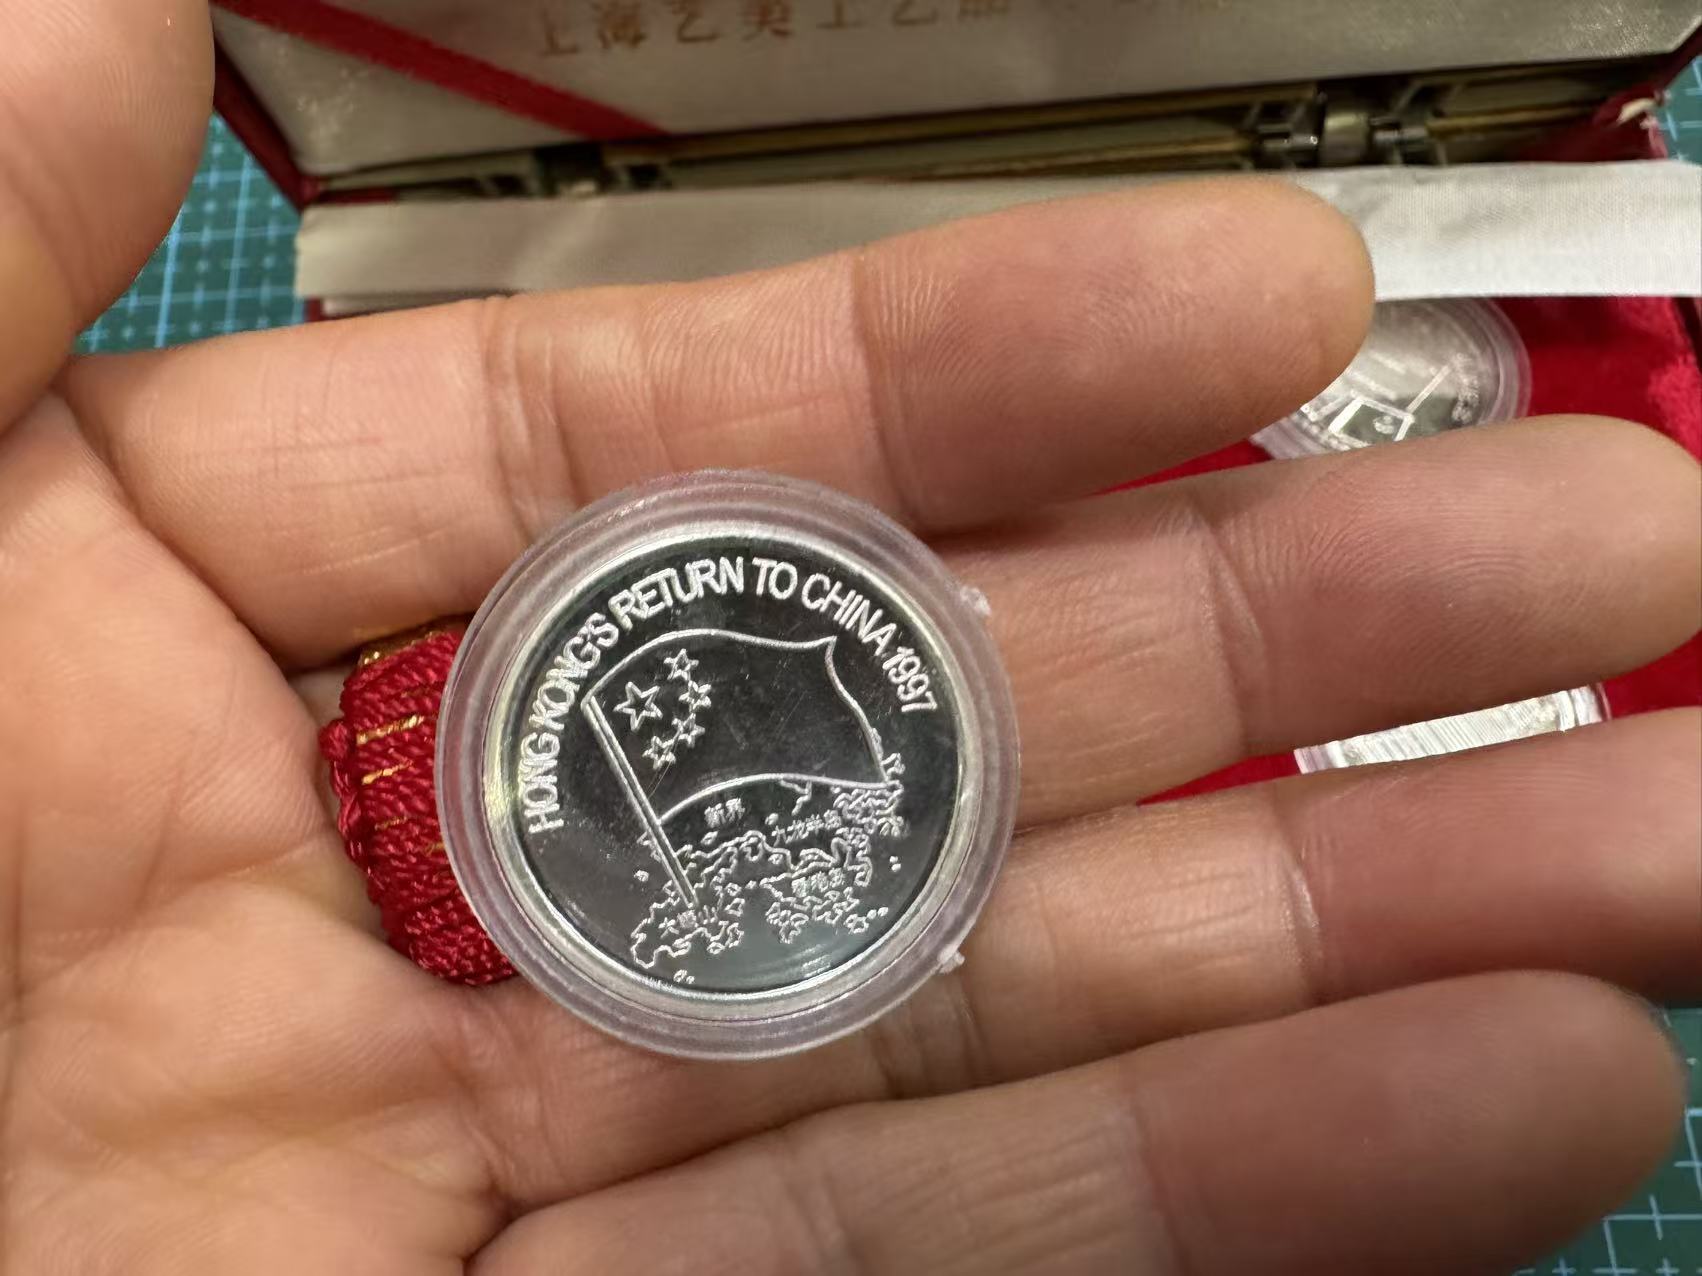 上海艺美工艺品
HONG KONG'S RETURN TO CHINA.1997
新界
九龙半岛
香港岛
大嶼山